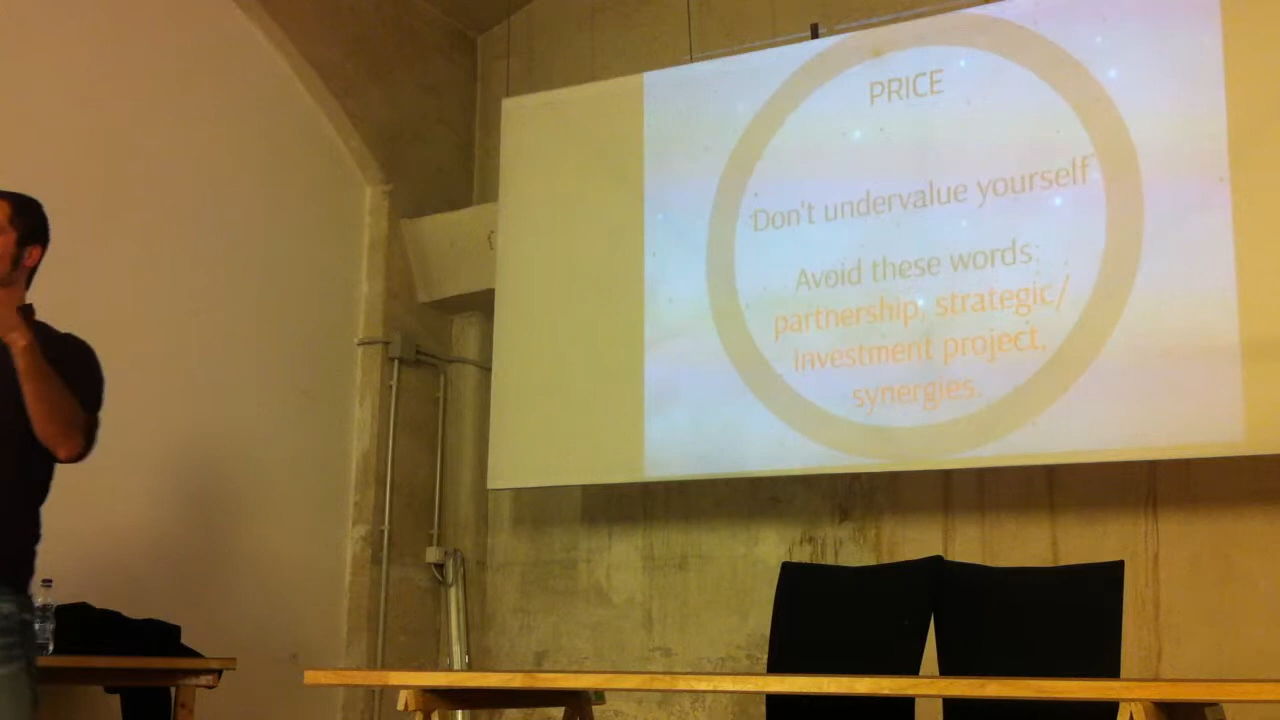 PRICE
Don't undervalue yourself
Avoid these words:
partnership, strategic/
investment project,
synergies.